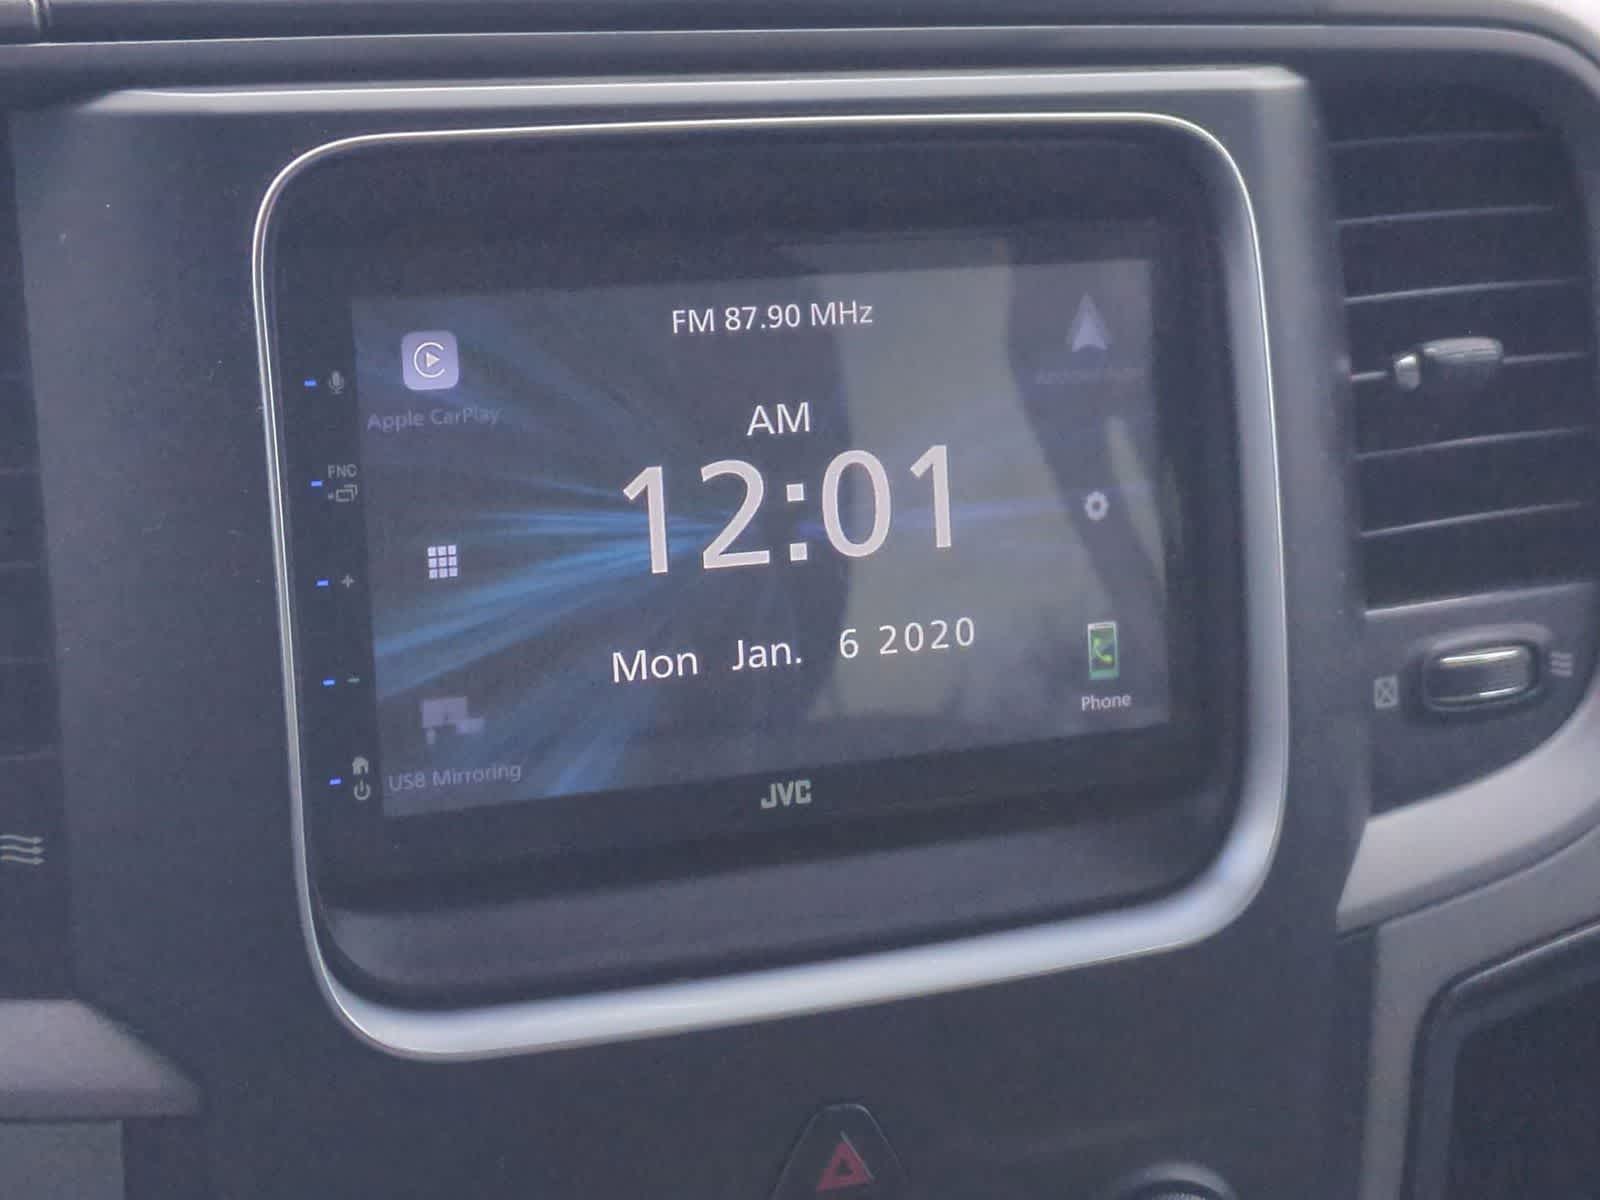 FM 87.90 MHz
Apple CarPlay
AM
FNC
12:01
Mon Jan. 6 2020
Phone
USB Mirroring
JVC